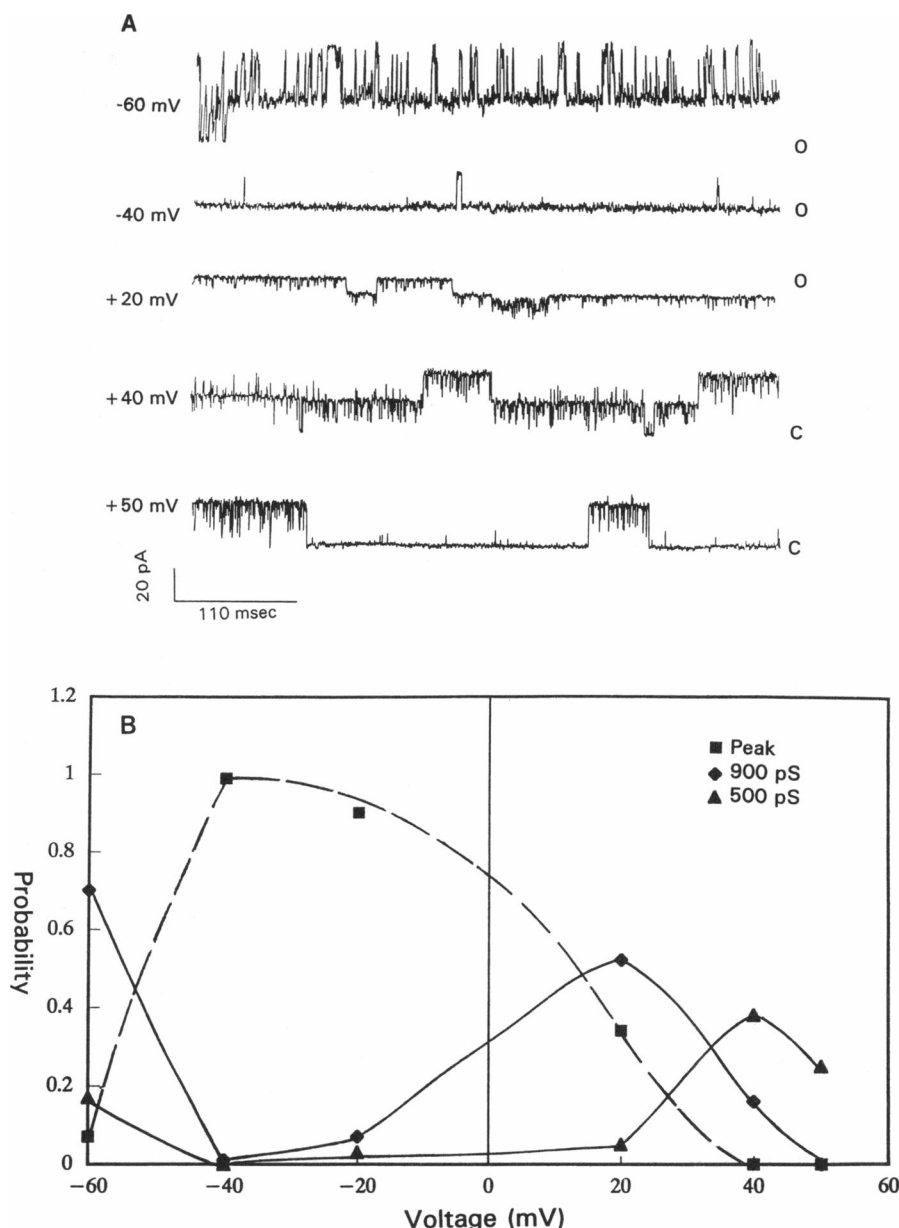 A
-60 mV
O
-40 mV
O
+20 mV
O
+40 mV
C
+50 mV
C
20 pA
110 msec
B
1.2
1
0.8
0.6
0.4
0.2
0
Probability
Peak
900 pS
500 pS
−60
−40
−20
0
20
40
60
Voltage (mV)